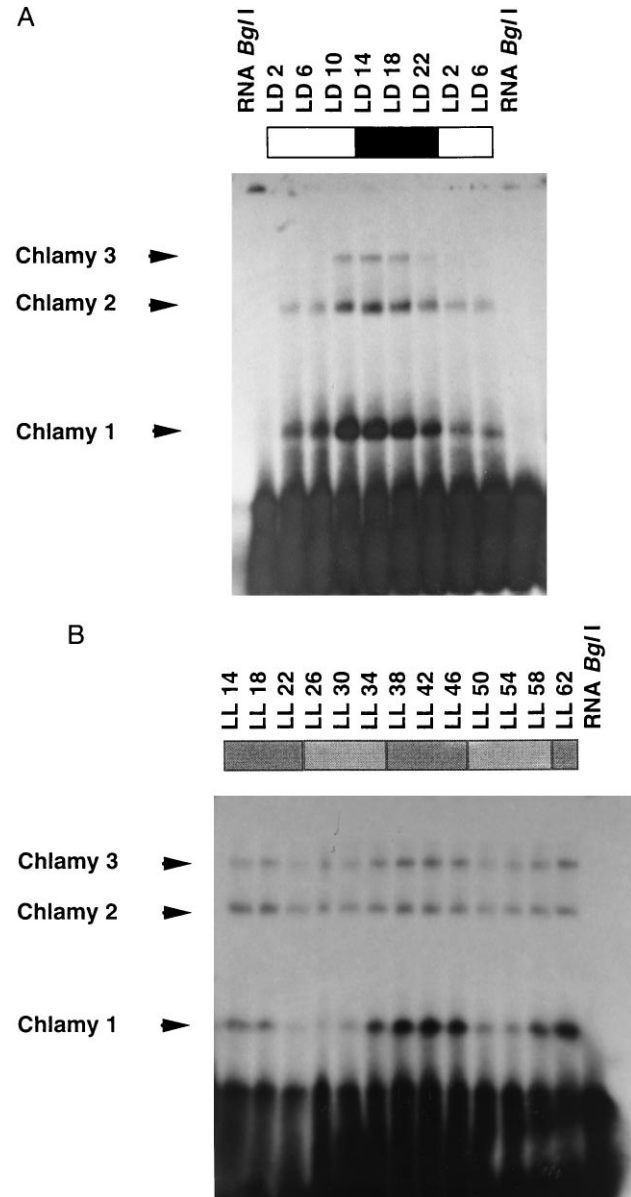 A
RNA Bgl I
LD 2
LD 6
LD 10
LD 14
LD 18
LD 22
LD 2
LD 6
RNA Bgl I
Chlamy 3
Chlamy 2
Chlamy 1
B
LL 14
LL 18
LL 22
LL 26
LL 30
LL 34
LL 38
LL 42
LL 46
LL 50
LL 54
LL 58
LL 62
RNA Bgl I
Chlamy 3
Chlamy 2
Chlamy 1